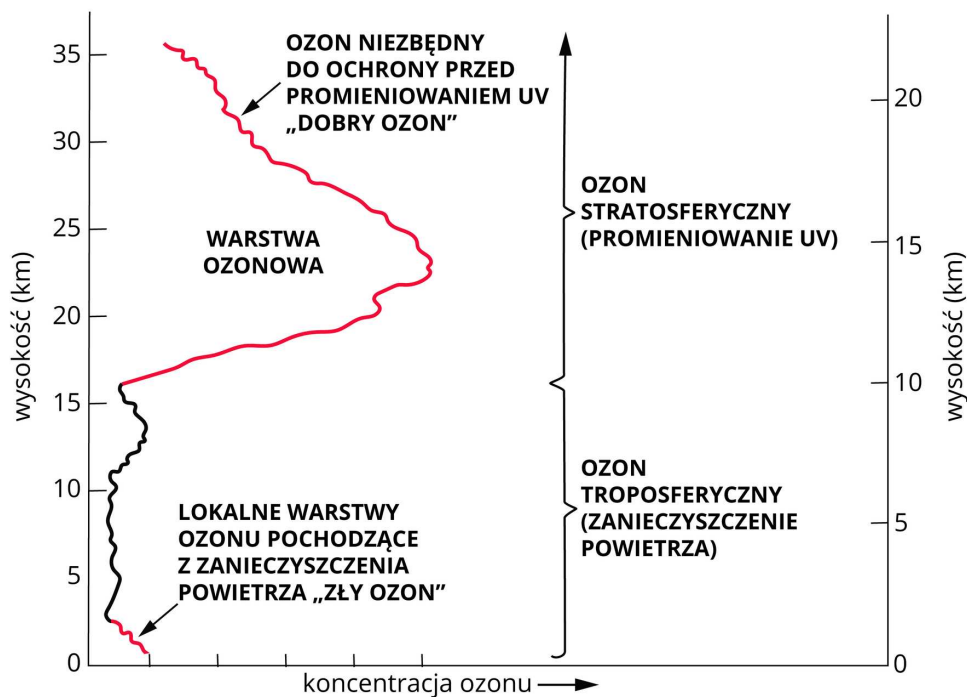 35
30
25
20
15
10
5
0
wysokość (km)
OZON NIEZBĘDNY
DO OCHRONY PRZED
PROMIENIOWANIEM UV
„DOBRY OZON”
WARSTWA
OZONOWA
LOKALNE WARSTWY
OZONU POCHODZĄCE
Z ZANIECZYSZCZENIA
POWIETRZA „ZŁY OZON”
OZON
STRATOSFERYCZNY
(PROMIENIOWANIE UV)
OZON
TROPOSFERYCZNY
(ZANIECZYSZCZENIE
POWIETRZA)
20
15
10
5
0
wysokość (km)
koncentracja ozonu